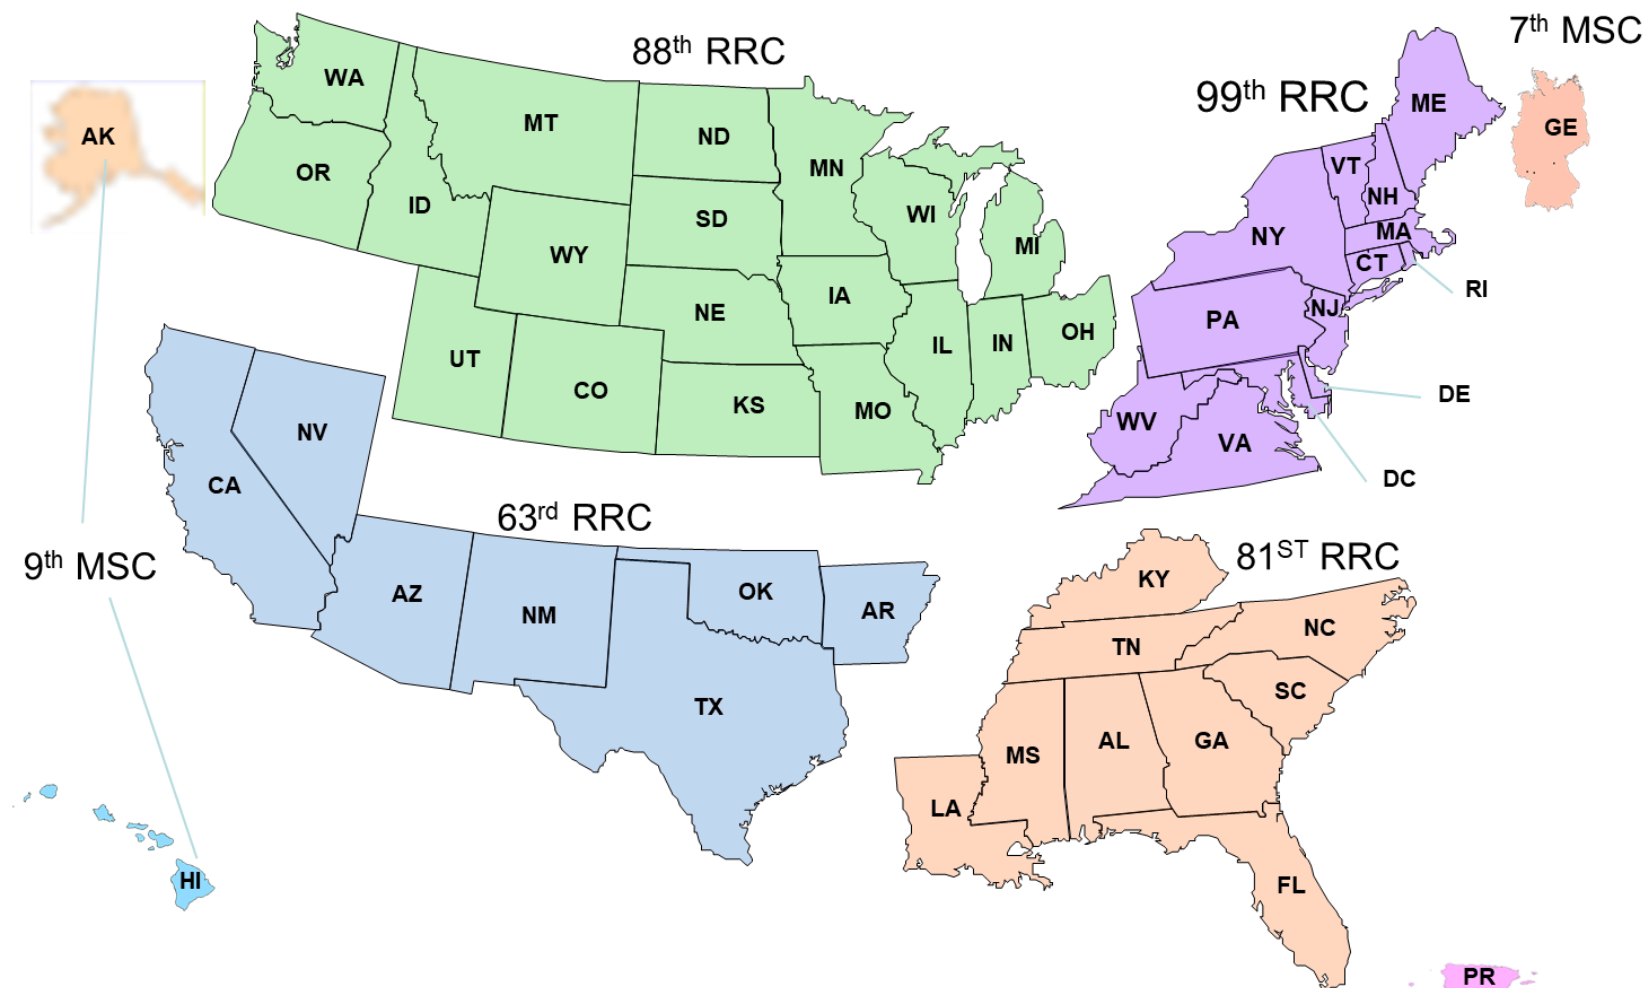 7th MSC
88th RRC
99th RRC
WA
MT
ND
MN
ME
GE
AK
OR
ID
SD
WI
MI
VT
NH
NY
MA
CT
RI
WY
IA
NE
IL
IN
OH
PA
NJ
UT
CO
KS
MO
DE
WV
VA
DC
NV
CA
63rd RRC
81ST RRC
9th MSC
AZ
NM
OK
AR
KY
TN
NC
SC
TX
MS
AL
GA
LA
HI
FL
PR